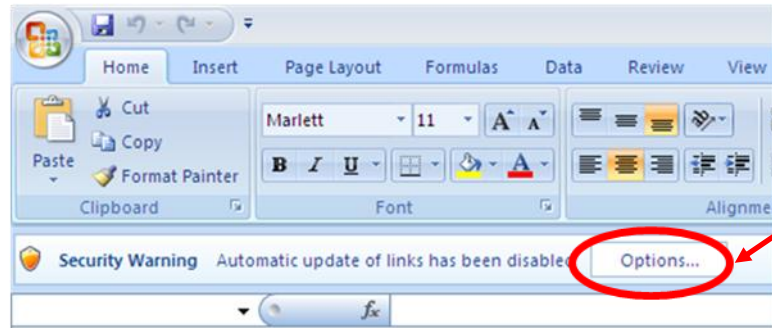 Home Insert Page Layout Formulas Data Review View
Cut
Copy
Paste
Format Painter
Marlett 11 A A
B I U A
Clipboard Font Alignme
Security Warning Automatic update of links has been disabled Options...
fx